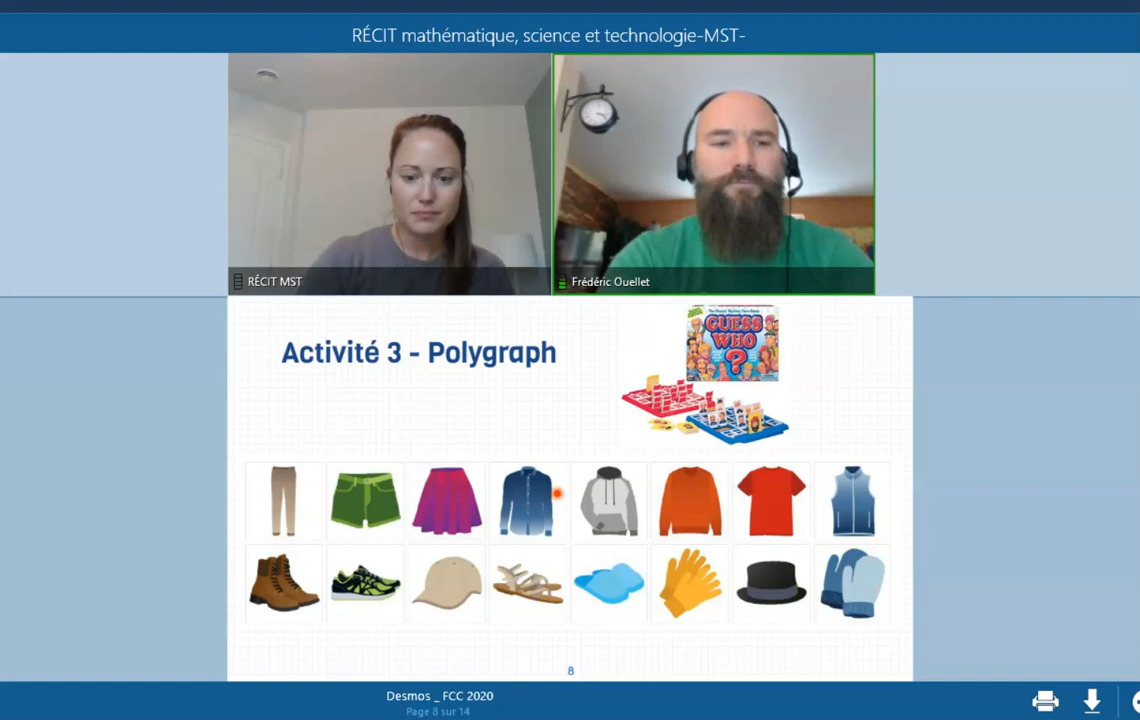 RÉCIT mathématique, science et technologie-MST-
RÉCIT MST
Frédéric Ouellet
Activité 3 - Polygraph
GUESS
WHO
?
8
Desmos _ FCC 2020
Page 8 sur 14